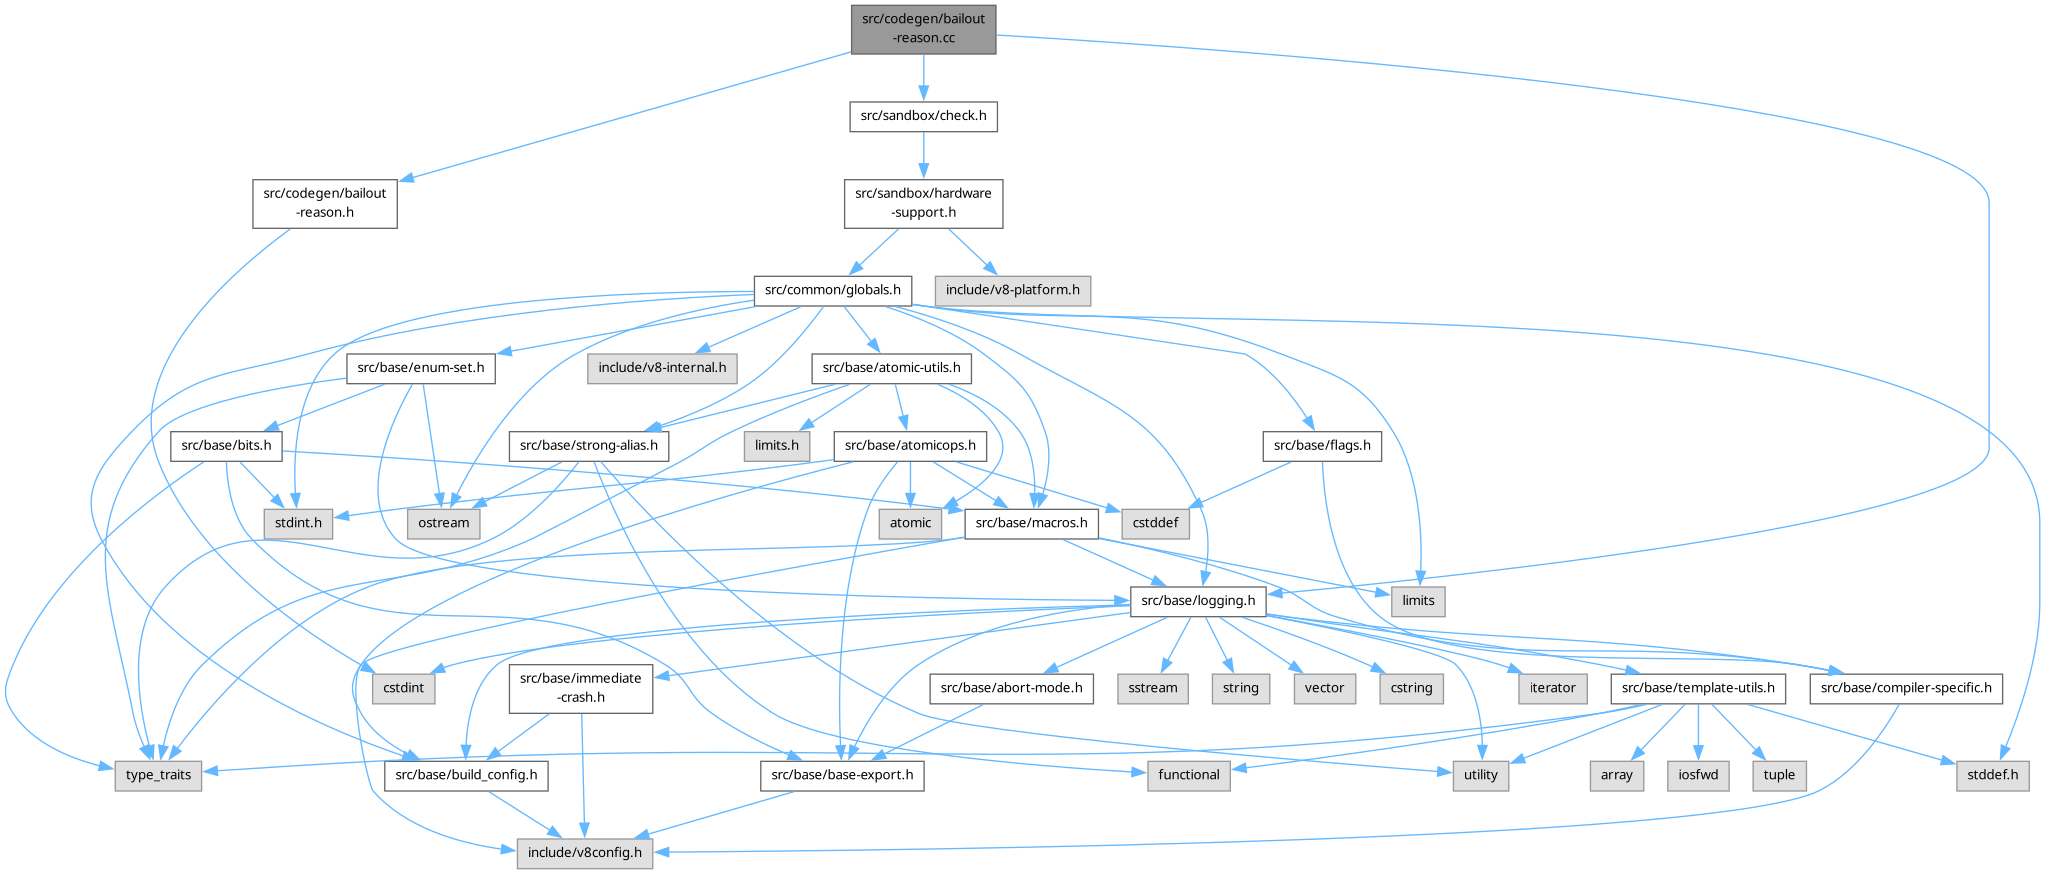 src/codegen/bailout
-reason.cc
src/sandbox/check.h
src/codegen/bailout
-reason.h
src/sandbox/hardware
-support.h
src/common/globals.h
include/v8-platform.h
src/base/enum-set.h
include/v8-internal.h
src/base/atomic-utils.h
src/base/bits.h
src/base/strong-alias.h
limits.h
src/base/atomicops.h
src/base/flags.h
stdint.h
ostream
atomic
src/base/macros.h
cstddef
src/base/logging.h
limits
cstdint
src/base/immediate
-crash.h
src/base/abort-mode.h
sstream
string
vector
cstring
iterator
src/base/template-utils.h
src/base/compiler-specific.h
type_traits
src/base/build_config.h
src/base/base-export.h
functional
utility
array
iosfwd
tuple
stddef.h
include/v8config.h